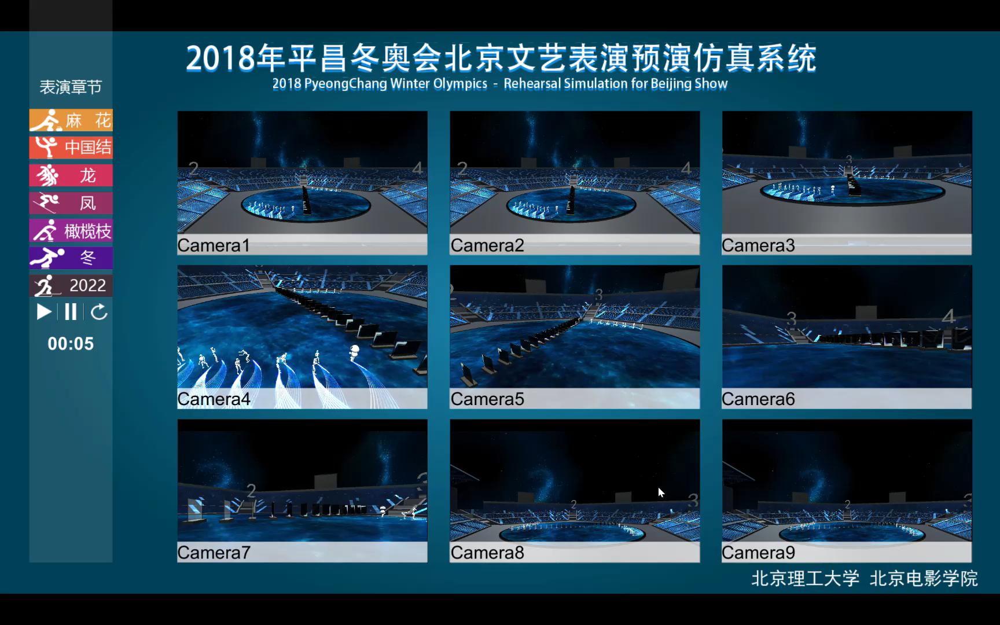 2018年平昌冬奥会北京文艺表演预演仿真系统
2018 PyeongChang Winter Olympics - Rehearsal Simulation for Beijing Show
表演章节
麻 花
中国结
龙
凤
橄榄枝
冬
2022
00:05
2 4
Camera1
2 4
Camera2
3
Camera3
Camera4
3
Camera5
3 4
Camera6
2
Camera7
2 3
Camera8
2
Camera9
北京理工大学 北京电影学院